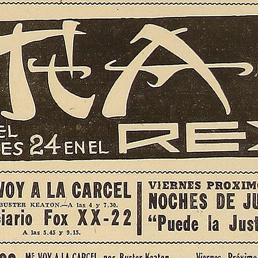 EL
ES 24 EN EL
REX
VOY A LA CARCEL
BUSTER KEATON.—A las 4 y 7.30.
ciario Fox XX-22
A las 5.45 y 9.15.
VIERNES PROXIMO
NOCHES DE JU
"Puede la Just
Me VOY A LA CARCEL, por Buster Keaton
Viernes Próximo